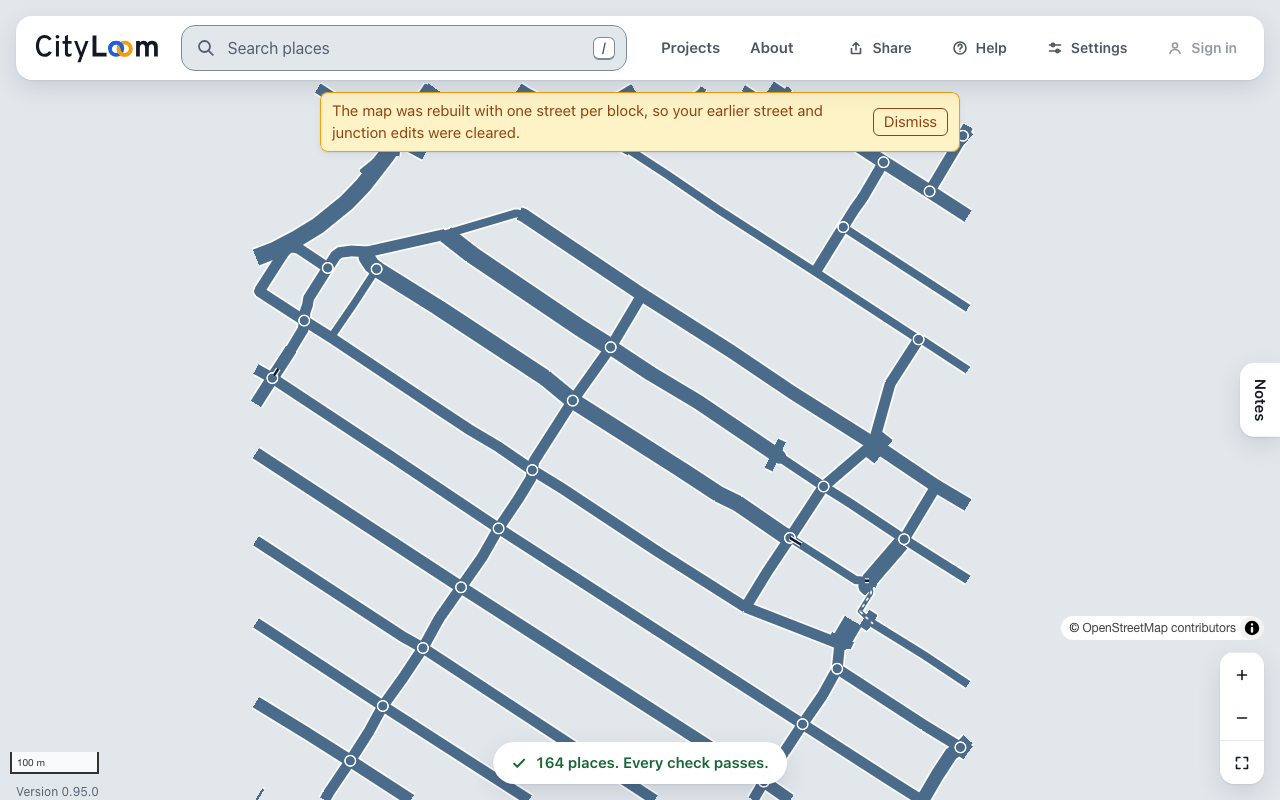 CityLoom
Search places
/
Projects
About
Share
Help
Settings
Sign in
The map was rebuilt with one street per block, so your earlier street and
junction edits were cleared.
Dismiss
Notes
© OpenStreetMap contributors
+
−
100 m
164 places. Every check passes.
Version 0.95.0